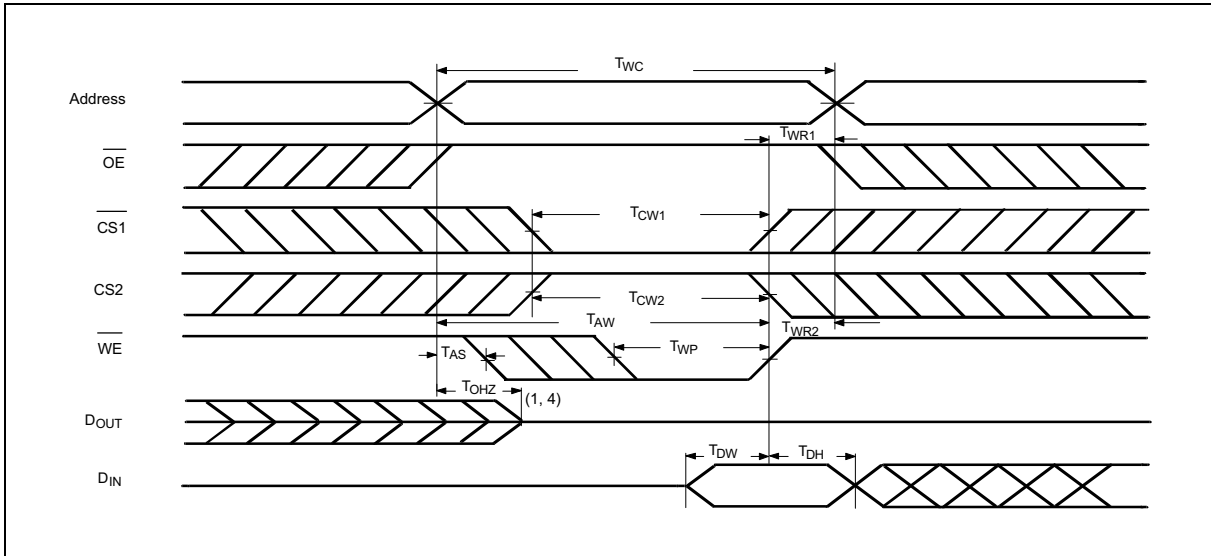 TWC
Address
TWR1
OE
TCW1
CS1
CS2
TCW2
TAW
TWR2
WE
TAS
TWP
TOHZ
(1, 4)
DOUT
TDW
TDH
DIN